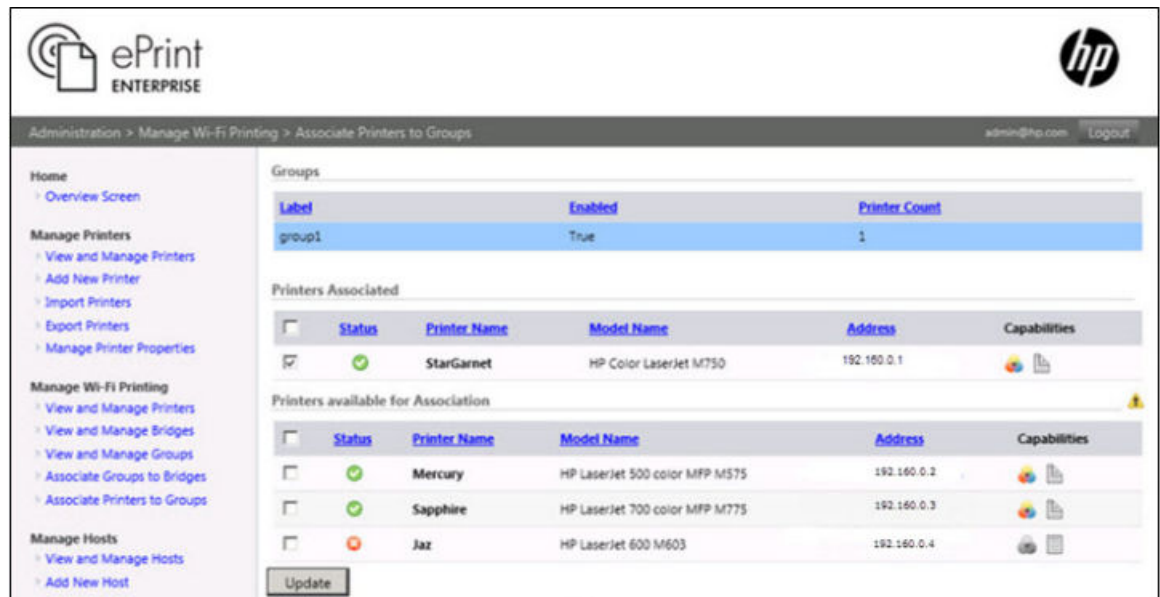 ePrint
ENTERPRISE
hp
Administration > Manage Wi-Fi Printing > Associate Printers to Groups admin@hp.com Logout
Home
Overview Screen
Manage Printers
View and Manage Printers
Add New Printer
Import Printers
Export Printers
Manage Printer Properties
Manage Wi-Fi Printing
View and Manage Printers
View and Manage Bridges
View and Manage Groups
Associate Groups to Bridges
Associate Printers to Groups
Manage Hosts
View and Manage Hosts
Add New Host
Groups
Label Enabled Printer Count
group1 True 1
Printers Associated
Status Printer Name Model Name Address Capabilities
StarGarnet HP Color LaserJet M750 192.160.0.1
Printers available for Association
Status Printer Name Model Name Address Capabilities
Mercury HP LaserJet 500 color MFP M575 192.160.0.2
Sapphire HP LaserJet 700 color MFP M775 192.160.0.3
Jaz HP LaserJet 600 M603 192.160.0.4
Update